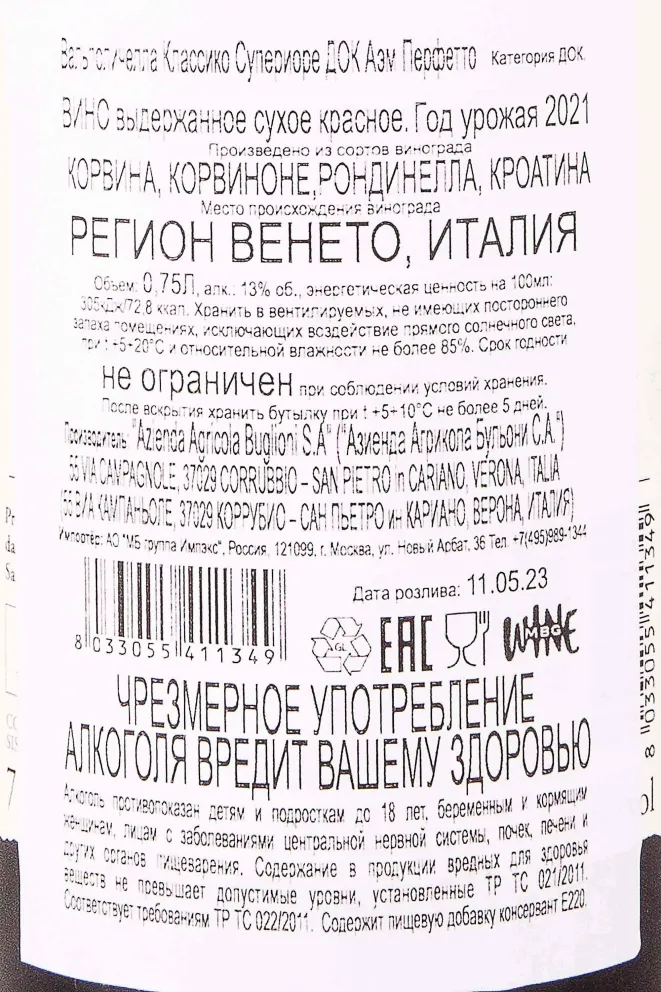 Вальполичелла Классико Супериоре ДОК Аэм Перфетто Категория ДОК.
ВИНО выдержанное сухое красное. Год урожая 2021
Произведено из сортов винограда
КОРВИНА, КОРВИНОНЕ,РОНДИНЕЛЛА, КРОАТИНА
Место происхождения винограда
РЕГИОН ВЕНЕТО, ИТАЛИЯ
Объем: 0,75Л, алк.: 13% об., энергетическая ценность на 100мл:
305кДж/72,8 ккал. Хранить в вентилируемых, не имеющих постороннего
запаха помещениях, исключающих воздействие прямого солнечного света,
при t +5+20°С и относительной влажности не более 85%. Срок годности
не ограничен при соблюдении условий хранения.
После вскрытия хранить бутылку при t +5+10°С не более 5 дней.
Производитель: "Azienda Agricola Buglioni S.A" ("Азиенда Агрикола Бульони С.А.")
55 VIA CAMPAGNOLE, 37029 CORRUBBIO – SAN PIETRO in CARIANO, VERONA, ITALIA
(55 ВИА КАМПАНЬОЛЕ, 37029 КОРРУБИО – САН ПЬЕТРО ин КАРИАНО, ВЕРОНА, ИТАЛИЯ)
Импортёр: АО "МБ группа Импэкс", Россия, 121099, г. Москва, ул. Новый Арбат, 36 Тел. +7(495)989-1344
Дата розлива: 11.05.23
8 033055 411349
GL
EAC
WINE
MBG
ЧРЕЗМЕРНОЕ УПОТРЕБЛЕНИЕ
АЛКОГОЛЯ ВРЕДИТ ВАШЕМУ ЗДОРОВЬЮ
Алкоголь противопоказан детям и подросткам до 18 лет, беременным и кормящим
женщинам, лицам с заболеваниями центральной нервной системы, почек, печени и
других органов пищеварения. Содержание в продукции вредных для здоровья
веществ не превышает допустимые уровни, установленные ТР ТС 021/2011.
Соответствует требованиям ТР ТС 022/2011. Содержит пищевую добавку консервант Е220.
8 033055 411349